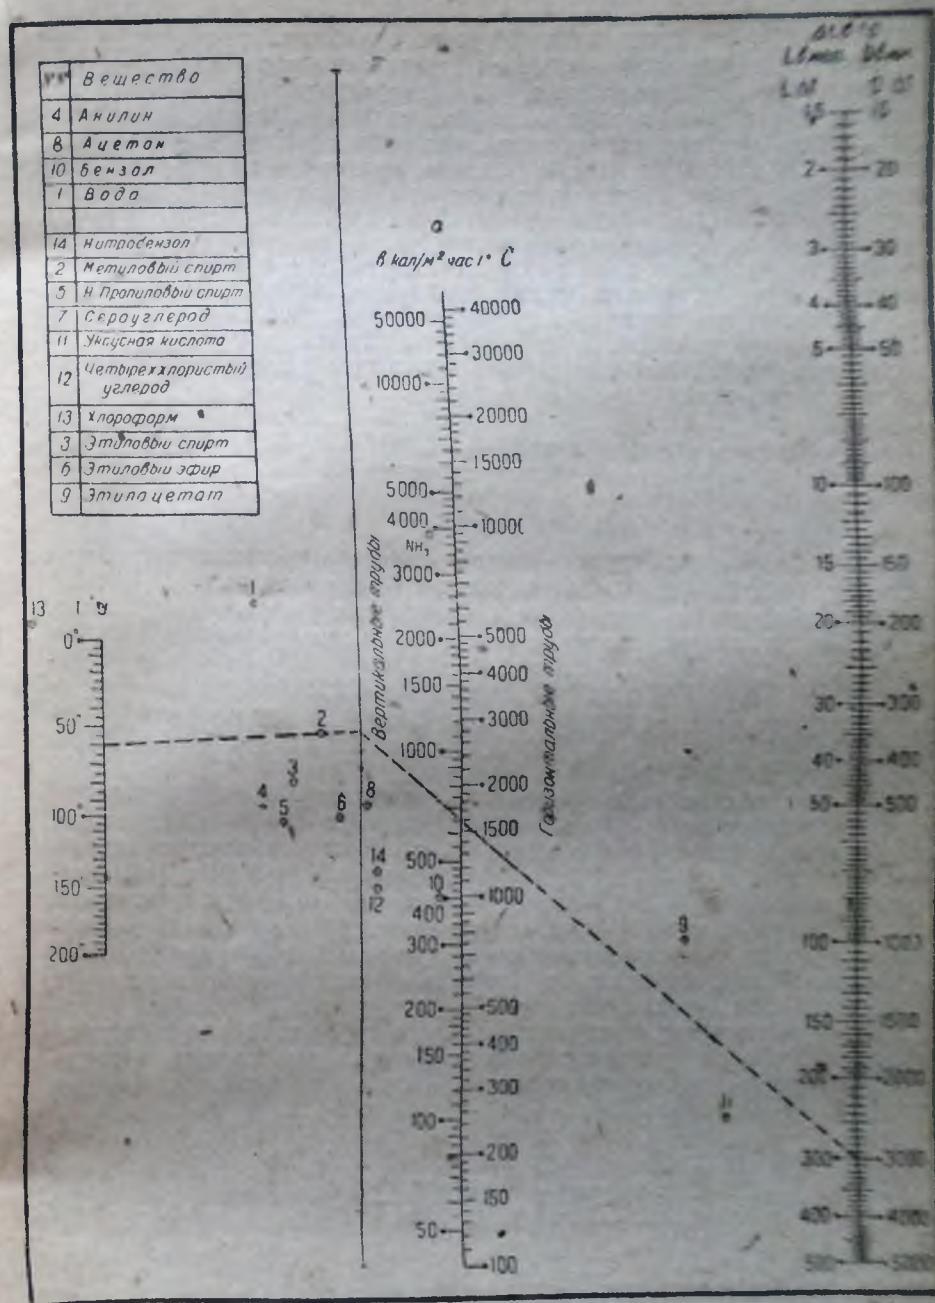 Вещество
4 Анилин
8 Ацетон
10 Бензол
1 Вода
14 Нитробензол
2 Метиловый спирт
5 Н Пропиловый спирт
7 Сероуглерод
11 Уксусная кислота
12 Четыреххлористый
углерод
13 Хлороформ
3 Этиловый спирт
6 Этиловый эфир
9 Этилацетат
α
в кал/м² час 1° C
50000 40000
30000
10000
20000
15000
5000
4000 10000
NH₃
3000
2000 5000
1500 4000
3000
1000
2000
1500
500
1000
400
300
200 500
150 400
300
100
200
150
50
100
Вертикальные трубы
Горизонтальные трубы
13
0°
50°
100°
150°
200°
1
2
3
4
5
6
8
14
12
10
9
1,5 15
2 20
3 30
4 40
5 50
10 100
15 150
20 200
30 300
40 400
50 500
100 1000
150 1500
200 2000
300 3000
400 4000
500 5000